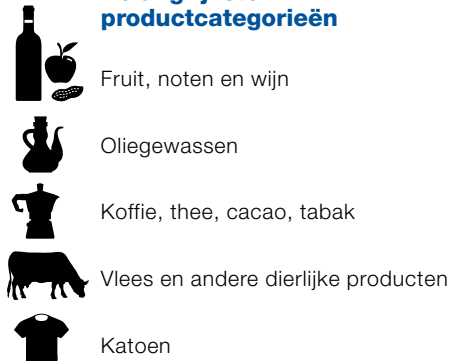 productcategorieën
Fruit, noten en wijn
Oliegewassen
Koffie, thee, cacao, tabak
Vlees en andere dierlijke producten
Katoen